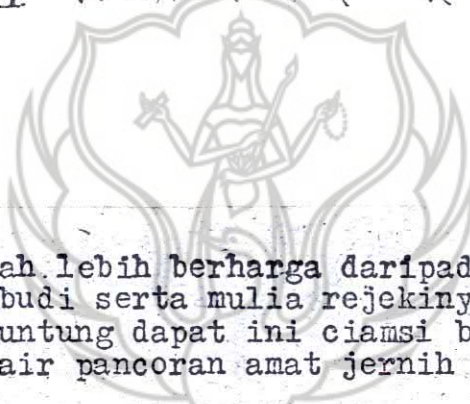 ah.lebih berharga daripad
budi serta mulia rejekiny
untung dapat ini ciamsi b
air pancoran amat jernih